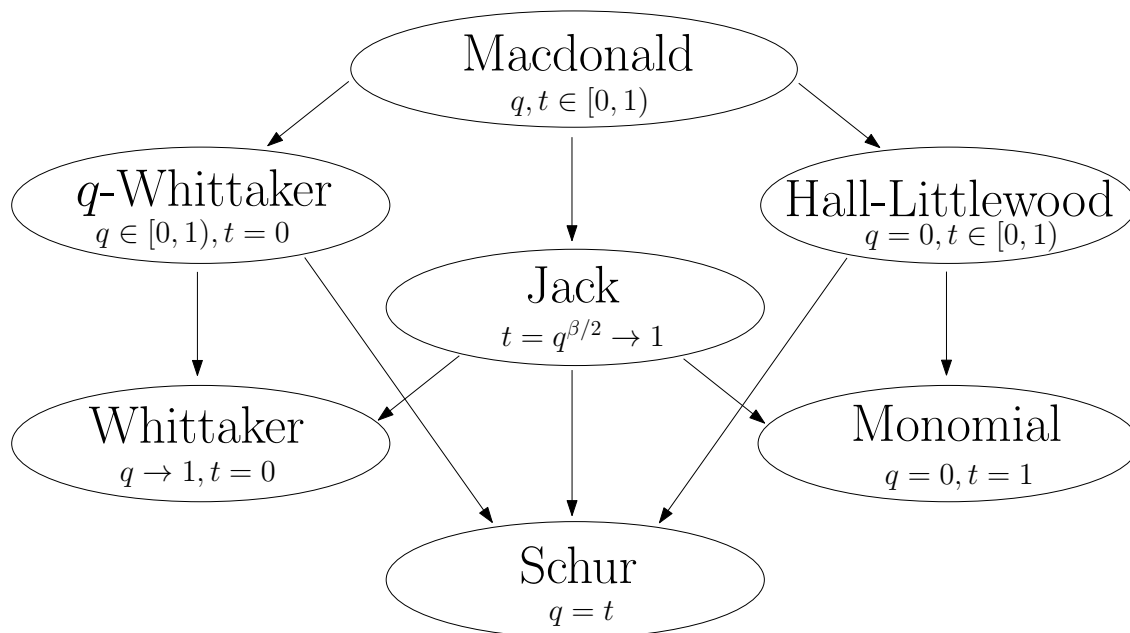 Macdonald
q, t ∈ [0, 1)
q-Whittaker
q ∈ [0, 1), t = 0
Hall-Littlewood
q = 0, t ∈ [0, 1)
Jack
t = q^{β/2} → 1
Whittaker
q → 1, t = 0
Monomial
q = 0, t = 1
Schur
q = t